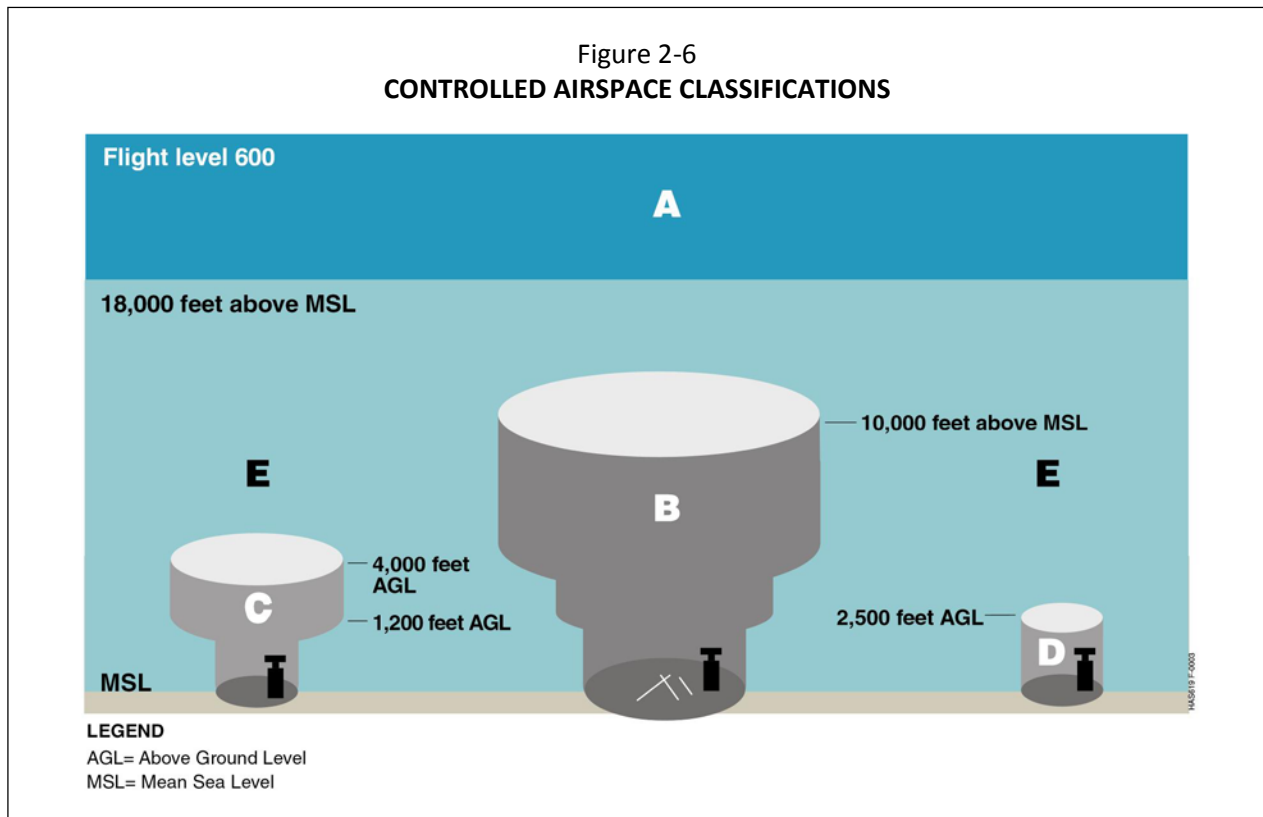 Figure 2-6
CONTROLLED AIRSPACE CLASSIFICATIONS
Flight level 600
A
18,000 feet above MSL
10,000 feet above MSL
E
E
B
4,000 feet
AGL
C
1,200 feet AGL
2,500 feet AGL
D
MSL
HAS619 F-0003
LEGEND
AGL= Above Ground Level
MSL= Mean Sea Level